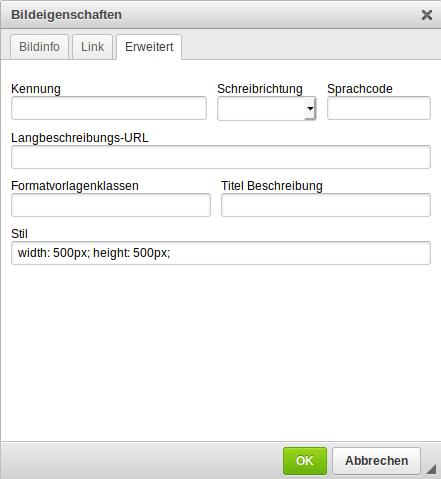 Bildeigenschaften
Bildinfo Link Erweitert
Kennung Schreibrichtung Sprachcode
Langbeschreibungs-URL
Formatvorlagenklassen Titel Beschreibung
Stil
width: 500px; height: 500px;
OK Abbrechen